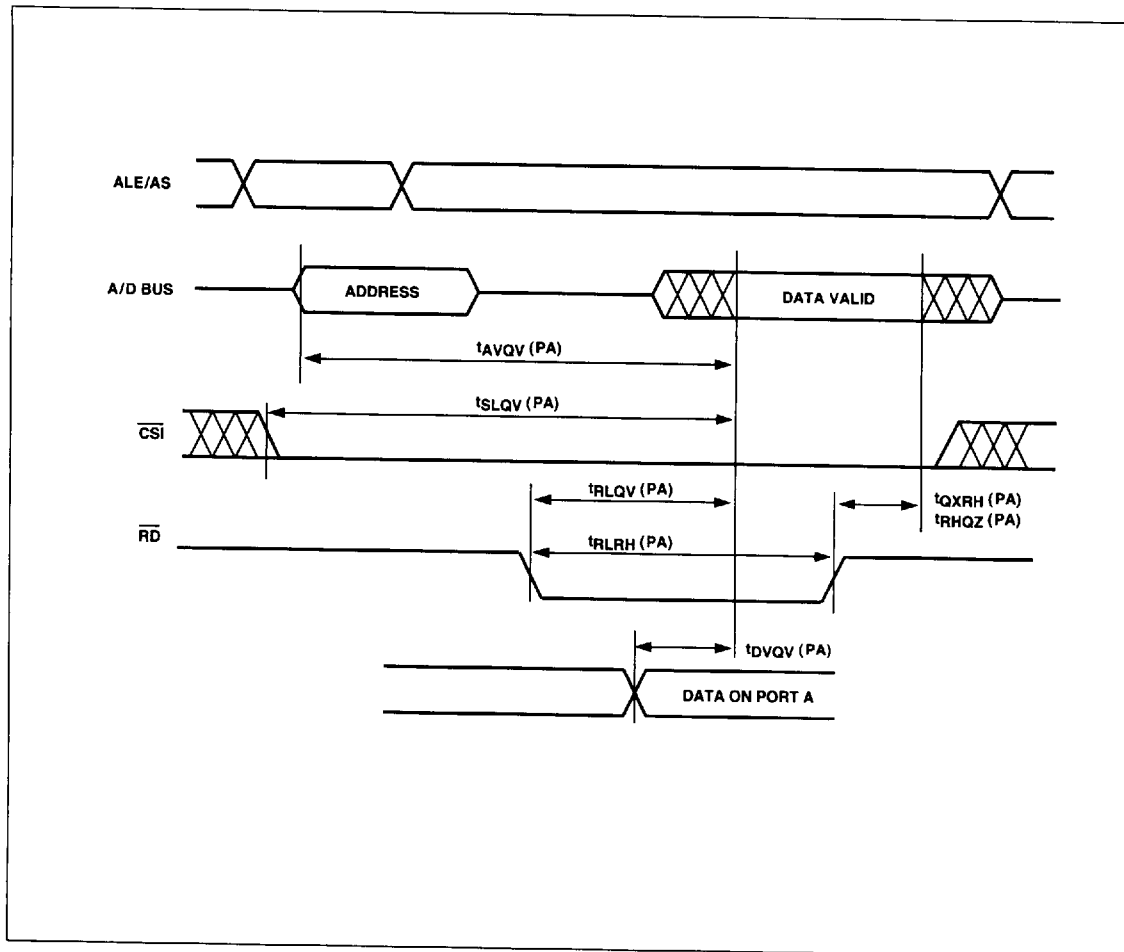 ALE/AS
A/D BUS
ADDRESS
DATA VALID
tAVQV (PA)
tSLQV (PA)
CSI
tRLQV (PA)
tQXRH (PA)
tRHQZ (PA)
RD
tRLRH (PA)
tDVQV (PA)
DATA ON PORT A